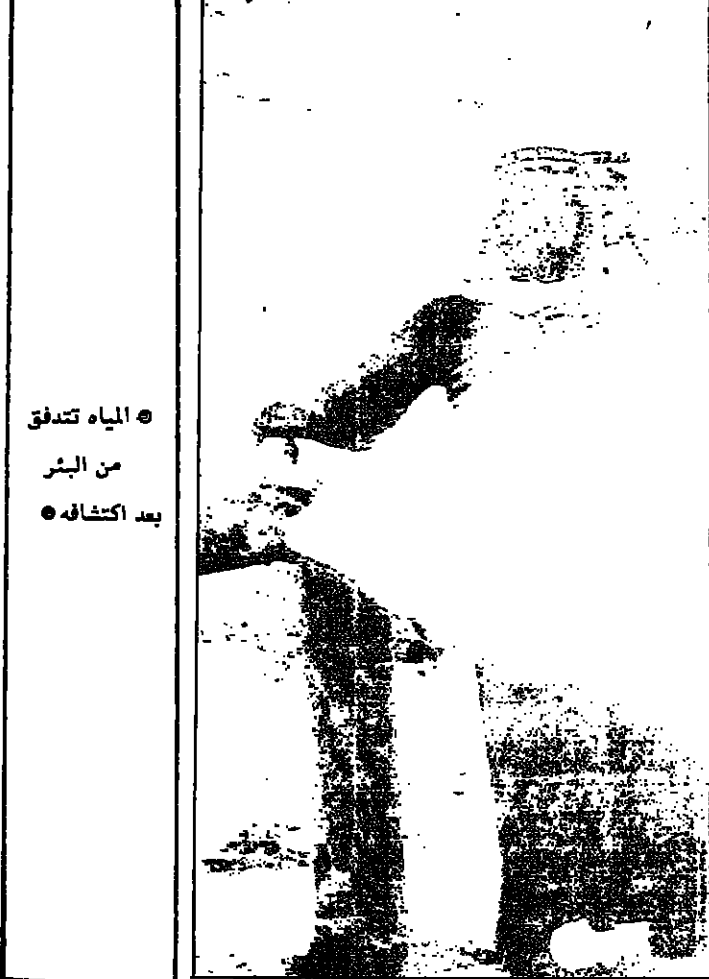 ● المياه تتدفق
من البئر
بعد اكتشافه ●